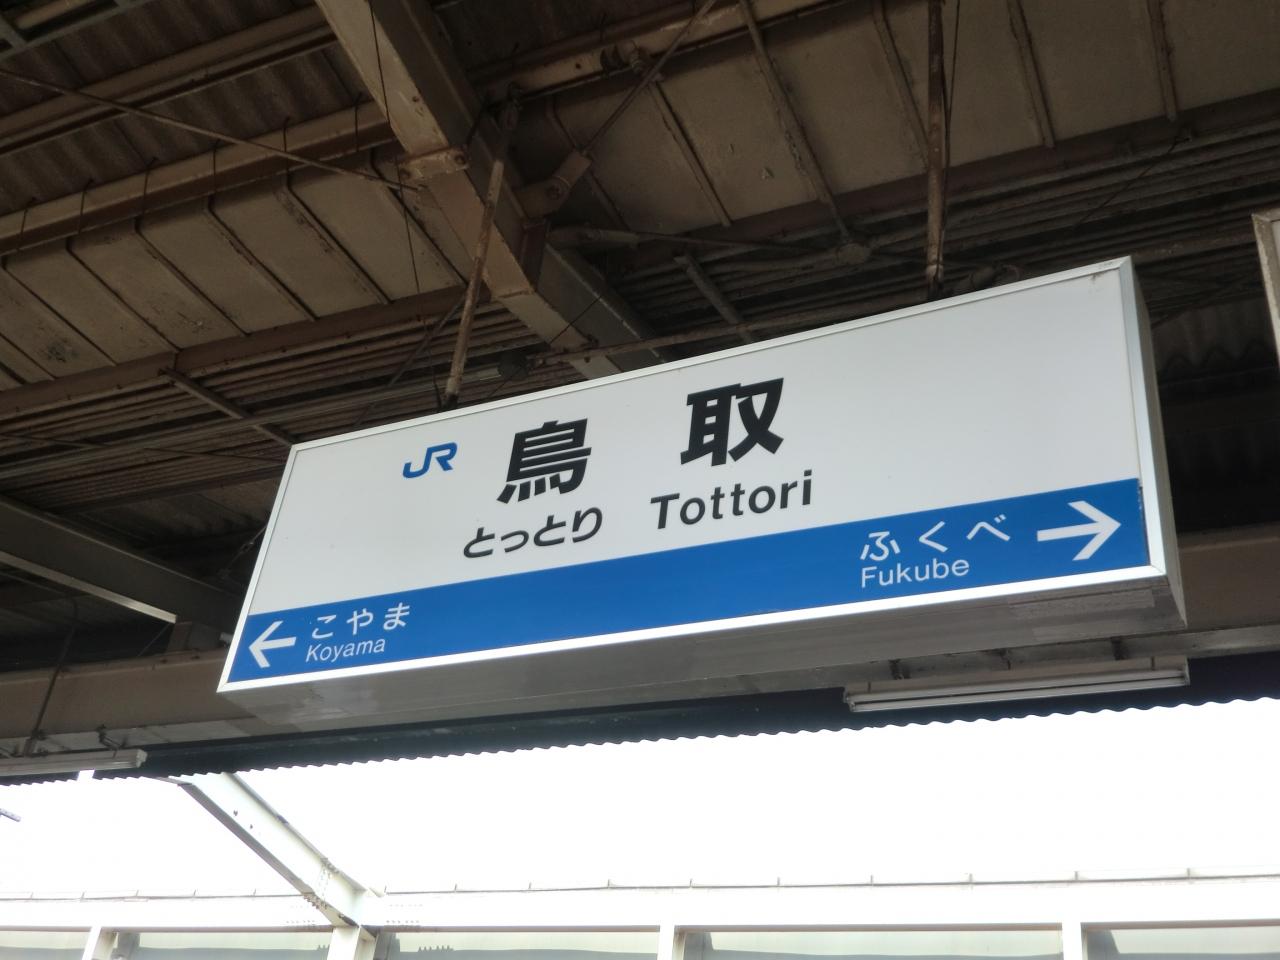 JR 鳥取
とっとり Tottori
← こやま
Koyama
ふくべ →
Fukube